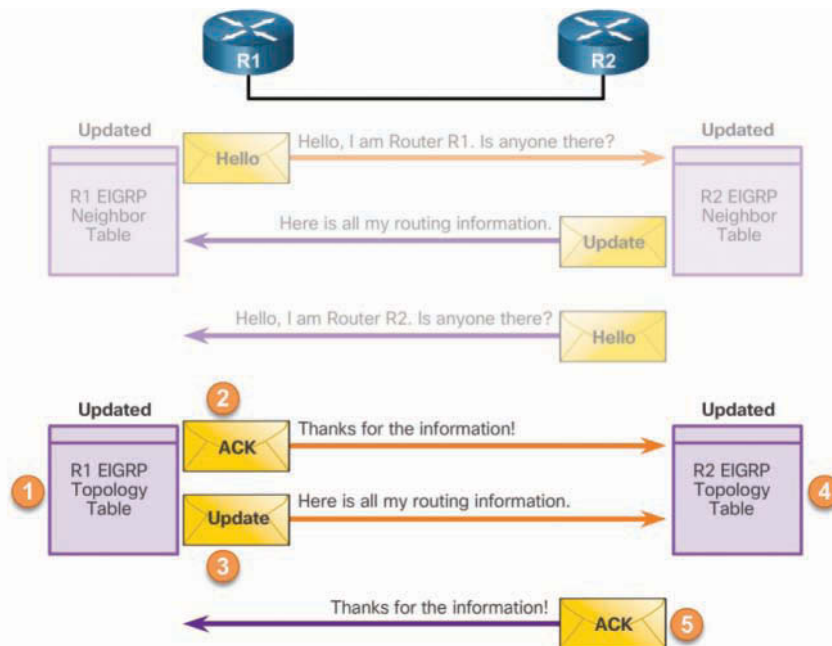 R1
R2
Updated
Updated
Hello
Hello, I am Router R1. Is anyone there?
R1 EIGRP
Neighbor
Table
R2 EIGRP
Neighbor
Table
Here is all my routing information.
Update
Hello, I am Router R2. Is anyone there?
Hello
Updated
2
Updated
ACK
Thanks for the information!
1
R1 EIGRP
Topology
Table
R2 EIGRP
Topology
Table
4
Update
Here is all my routing information.
3
Thanks for the information!
ACK
5